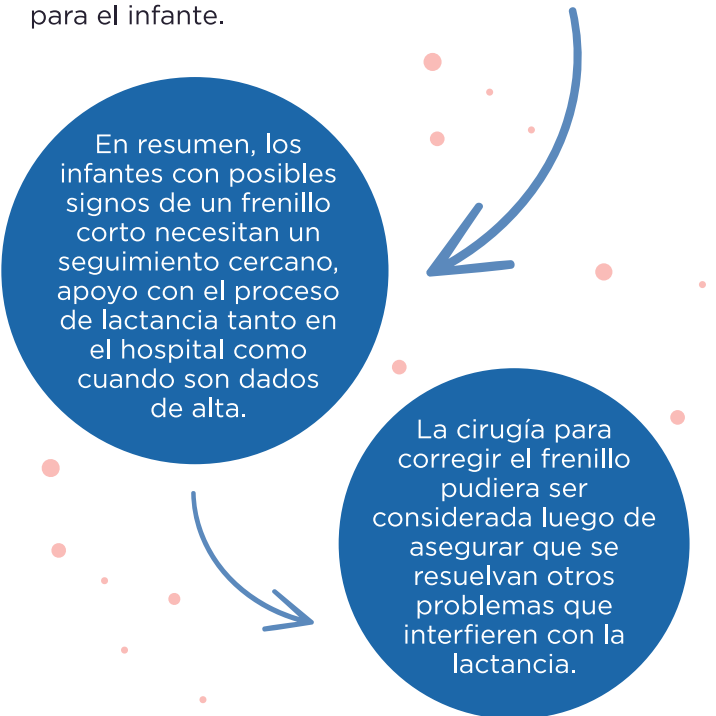 para el infante.
En resumen, los
infantes con posibles
signos de un frenillo
corto necesitan un
seguimiento cercano,
apoyo con el proceso
de lactancia tanto en
el hospital como
cuando son dados
de alta.
La cirugía para
corregir el frenillo
pudiera ser
considerada luego de
asegurar que se
resuelvan otros
problemas que
interfieren con la
lactancia.